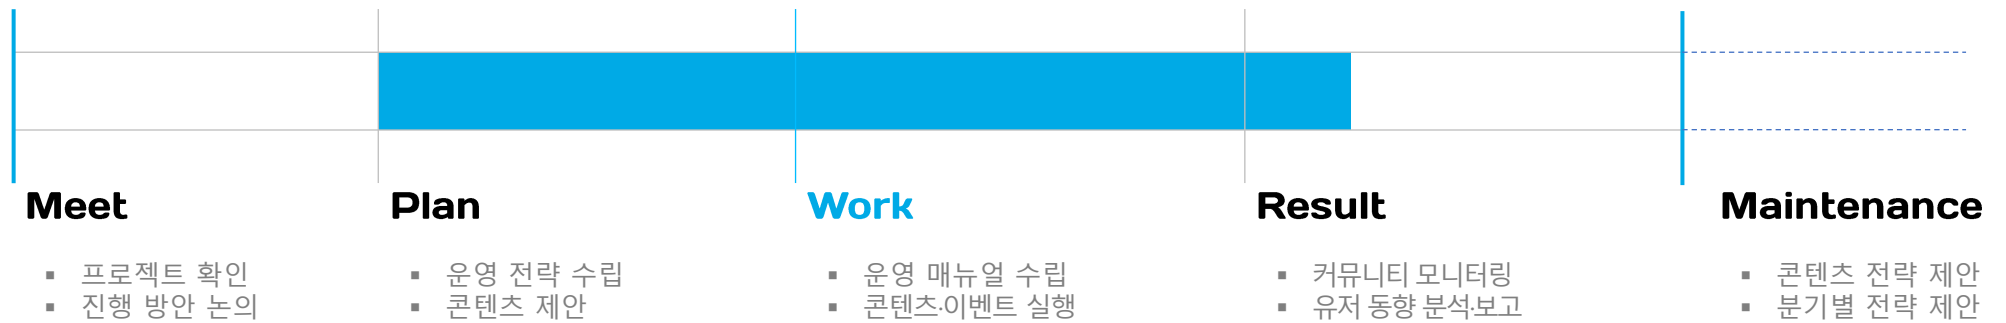 Meet
▪ 프로젝트 확인
▪ 진행 방안 논의
Plan
▪ 운영 전략 수립
▪ 콘텐츠 제안
Work
▪ 운영 매뉴얼 수립
▪ 콘텐츠·이벤트 실행
Result
▪ 커뮤니티 모니터링
▪ 유저 동향 분석·보고
Maintenance
▪ 콘텐츠 전략 제안
▪ 분기별 전략 제안